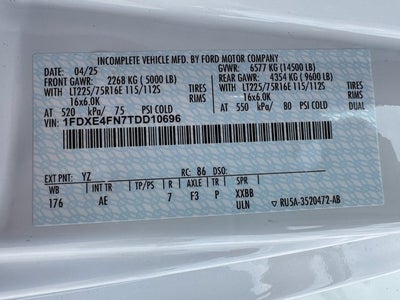 INCOMPLETE VEHICLE MFD. BY FORD MOTOR COMPANY
DATE: 04/25 GVWR: 6577 KG (14500 LB)
FRONT GAWR: 2268 KG ( 5000 LB) REAR GAWR: 4354 KG ( 9600 LB)
WITH LT225/75R16E 115/112S TIRES WITH LT225/75R16E 115/112S TIRES
16x6.0K RIMS 16x6.0K RIMS
AT 520 kPa/ 75 PSI COLD AT 550 kPa/ 80 PSI COLD
VIN: 1FDXE4FN7TDD10696
EXT PNT: YZ RC: 86 DSO:
WB INT TR TP/PS R AXLE TR SPR
176 AE 7 F3 P XXBB
ULN ▽ RU5A-3520472-AB